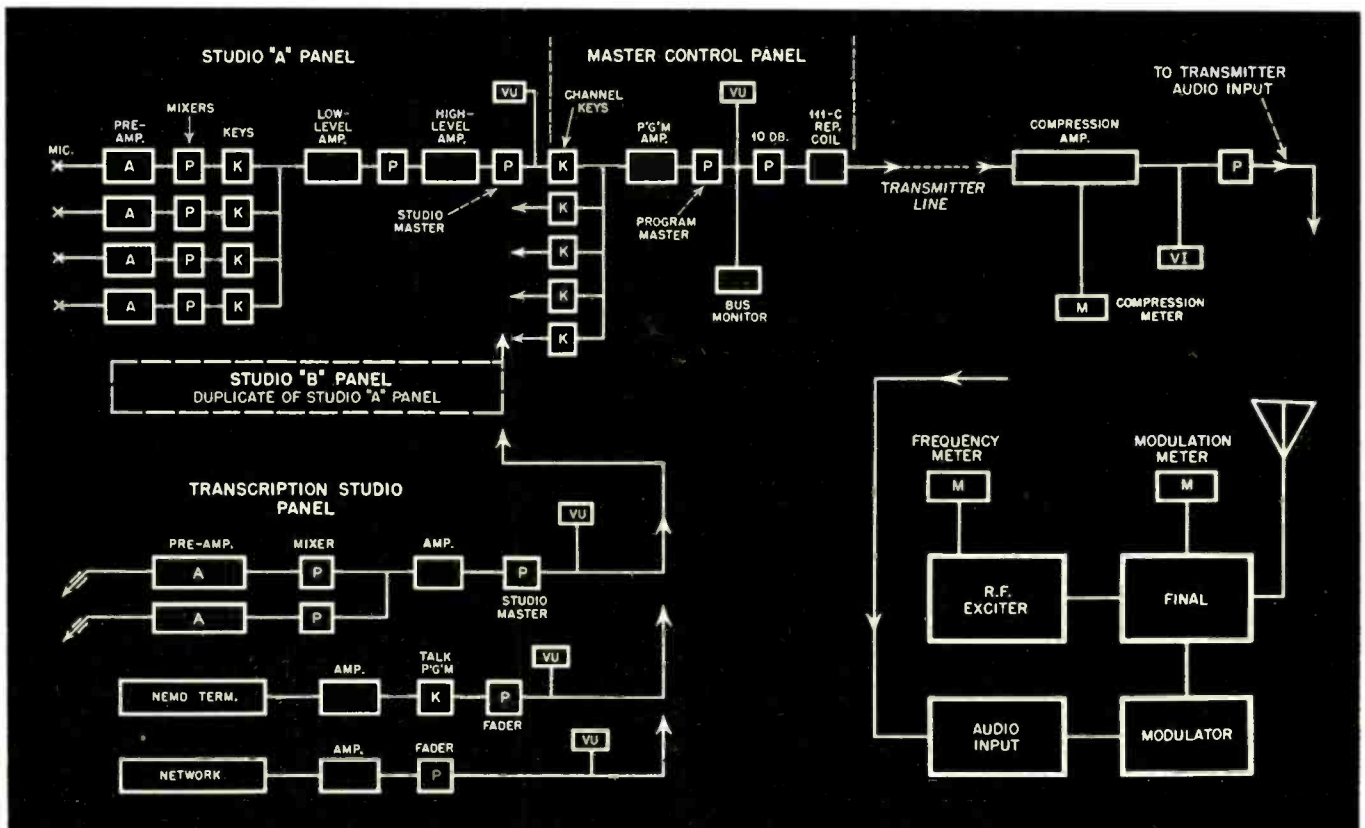 STUDIO "A" PANEL
MASTER CONTROL PANEL
TO TRANSMITTER
AUDIO INPUT
MIC.
PRE-
AMP.
MIXERS
KEYS
LOW-
LEVEL
AMP.
HIGH-
LEVEL
AMP.
VU
CHANNEL
KEYS
P'G'M
AMP.
VU
10 DB.
111-C
REP.
COIL
COMPRESSION
AMP.
A P K P P K P P P
STUDIO
MASTER
PROGRAM
MASTER
TRANSMITTER
LINE
A P K K
A P K K
A P K K
K
VI
BUS
MONITOR
M
COMPRESSION
METER
STUDIO "B" PANEL
DUPLICATE OF STUDIO "A" PANEL
TRANSCRIPTION STUDIO
PANEL
VU
PRE-AMP.
MIXER
AMP.
A P P
STUDIO
MASTER
A P
NEMO TERM.
AMP.
TALK
P'G'M
K
P
FADER
VU
NETWORK
AMP.
FADER
P
VU
FREQUENCY
METER
M
MODULATION
METER
M
R.F.
EXCITER
FINAL
AUDIO
INPUT
MODULATOR